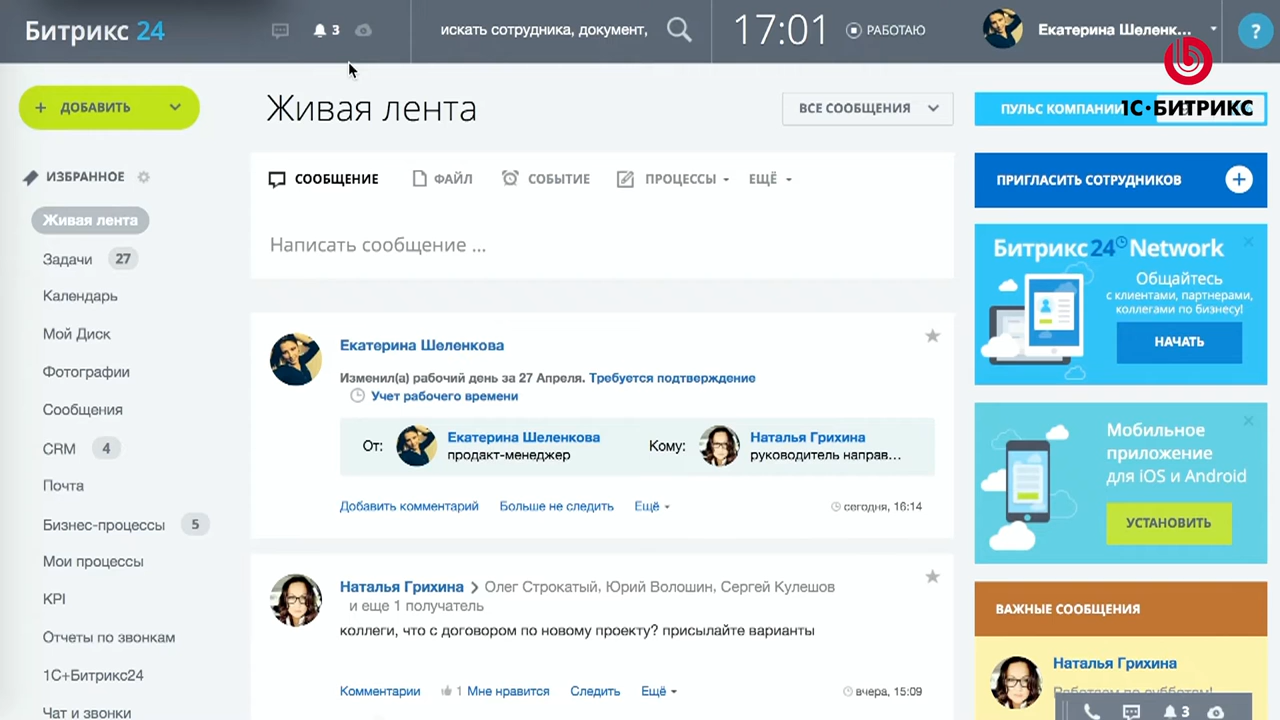 Битрикс 24
3
искать сотрудника, документ,
17:01
РАБОТАЮ
Екатерина Шеленк...
?
+ ДОБАВИТЬ
ИЗБРАННОЕ
Живая лента
Задачи 27
Календарь
Мой Диск
Фотографии
Сообщения
CRM 4
Почта
Бизнес-процессы 5
Мои процессы
KPI
Отчеты по звонкам
1С+Битрикс24
Чат и звонки
Живая лента
ВСЕ СООБЩЕНИЯ
СООБЩЕНИЕ
ФАЙЛ
СОБЫТИЕ
ПРОЦЕССЫ
ЕЩЁ
Написать сообщение ...
Екатерина Шеленкова
Изменил(а) рабочий день за 27 Апреля. Требуется подтверждение
Учет рабочего времени
От: Екатерина Шеленкова
продакт-менеджер
Кому: Наталья Грихина
руководитель направ...
Добавить комментарий Больше не следить Ещё
сегодня, 16:14
Наталья Грихина > Олег Строкатый, Юрий Волошин, Сергей Кулешов
и еще 1 получатель
коллеги, что с договором по новому проекту? присылайте варианты
Комментарии 1 Мне нравится Следить Ещё
вчера, 15:09
ПУЛЬС КОМПАНИИ
1С·БИТРИКС
ПРИГЛАСИТЬ СОТРУДНИКОВ +
Битрикс24 Network
Общайтесь
с клиентами, партнерами,
коллегами по бизнесу!
НАЧАТЬ
Мобильное
приложение
для iOS и Android
УСТАНОВИТЬ
ВАЖНЫЕ СООБЩЕНИЯ
Наталья Грихина
3